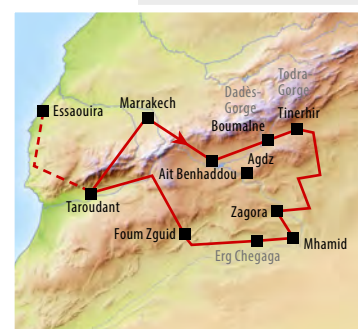 Todra-
Gorge
Dadès-
Gorge
Marrakech
Tinerhir
Essaouira
Boumalne
Agdz
Ait Benhaddou
Taroudant
Zagora
Foum Zguid
Mhamid
Erg Chegaga